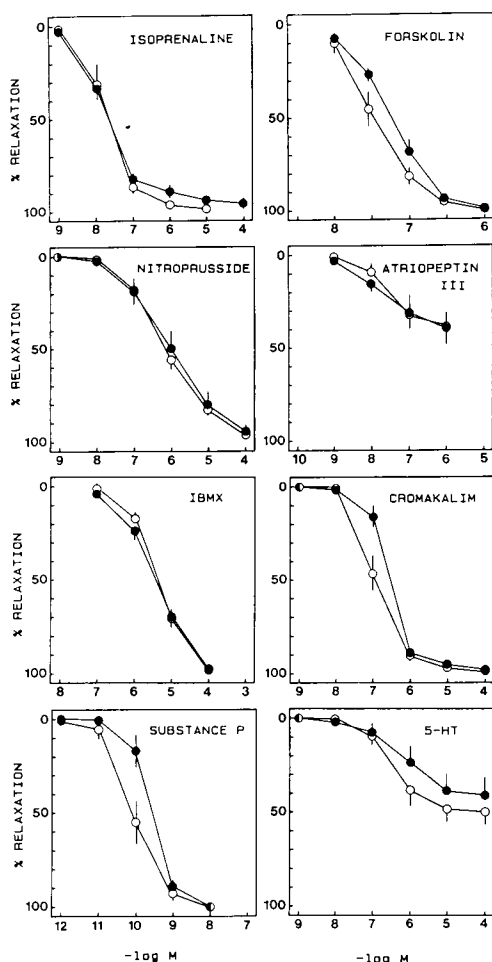 % RELAXATION
0
50
100
ISOPRENALINE
9 8 7 6 5 4
0
50
100
FORSKOLIN
8 7 6
% RELAXATION
0
50
100
NITROPRUSSIDE
9 8 7 6 5 4
0
50
100
ATRIOPEPTIN
III
10 9 8 7 6 5
% RELAXATION
0
50
100
IBMX
8 7 6 5 4 3
0
50
100
CROMAKALIM
9 8 7 6 5 4
% RELAXATION
0
50
100
SUBSTANCE P
12 11 10 9 8 7
-log M
0
50
100
5-HT
9 8 7 6 5 4
-log M